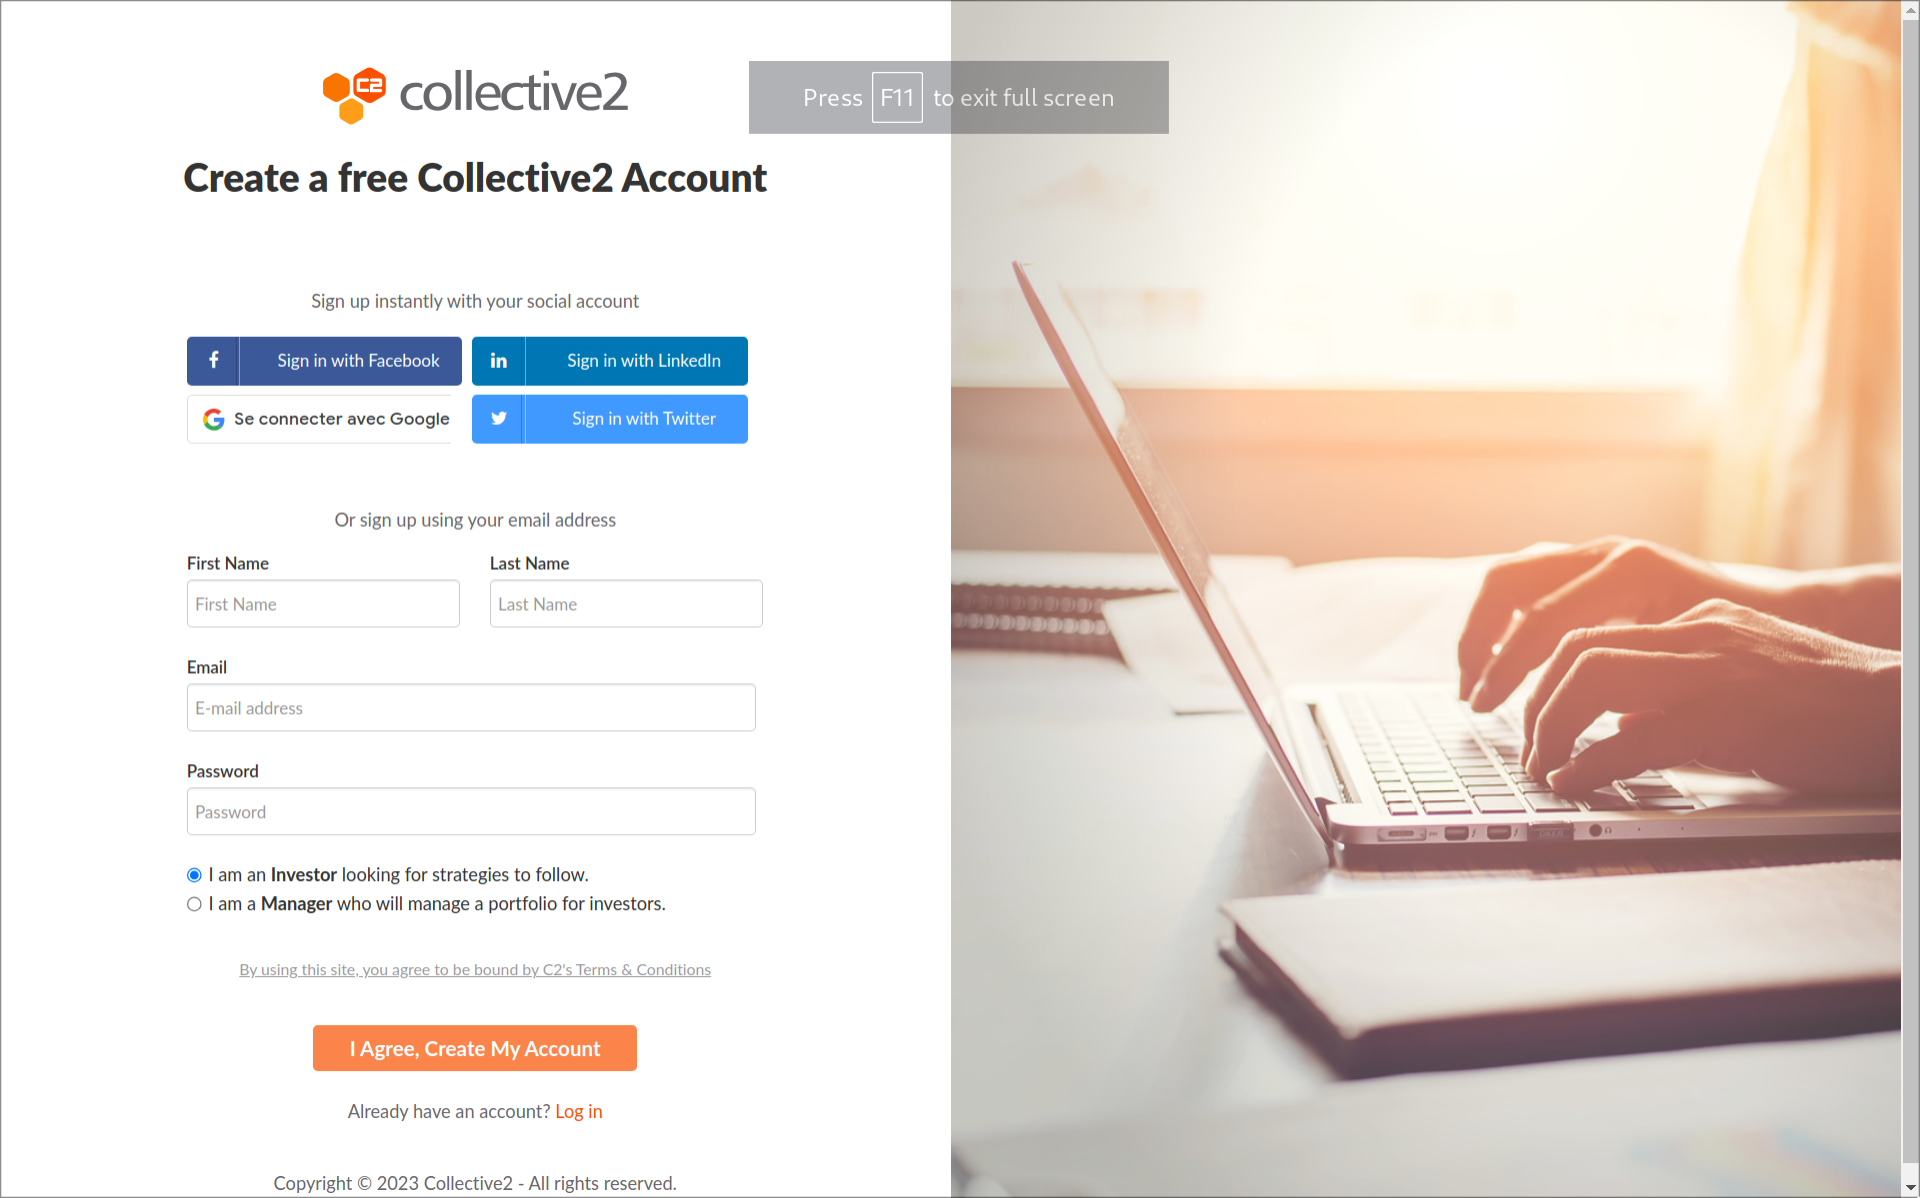 C2 collective2
Press F11 to exit full screen
Create a free Collective2 Account
Sign up instantly with your social account
Sign in with Facebook
Sign in with LinkedIn
Se connecter avec Google
Sign in with Twitter
Or sign up using your email address
First Name
Last Name
First Name
Last Name
Email
E-mail address
Password
Password
I am an Investor looking for strategies to follow.
I am a Manager who will manage a portfolio for investors.
By using this site, you agree to be bound by C2's Terms & Conditions
I Agree, Create My Account
Already have an account? Log in
Copyright © 2023 Collective2 - All rights reserved.